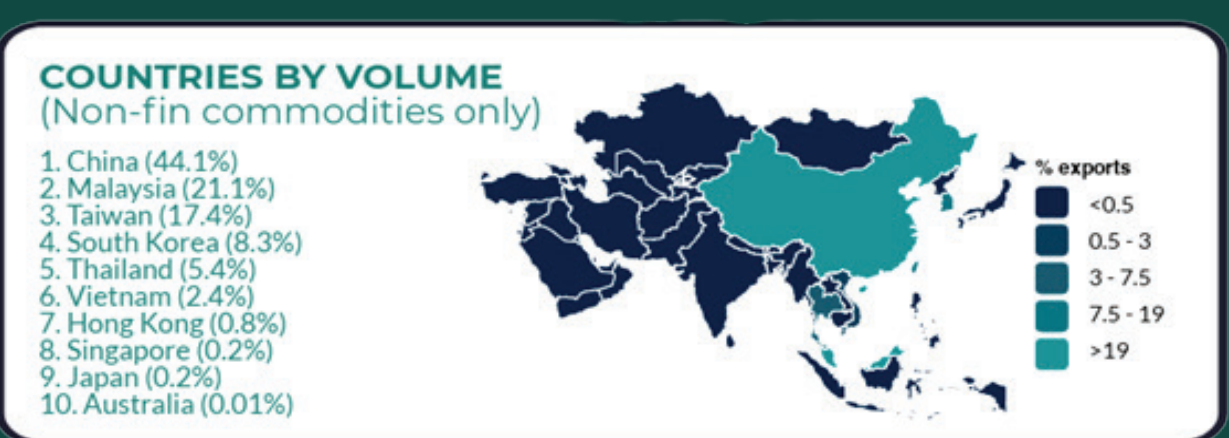 COUNTRIES BY VOLUME
(Non-fin commodities only)
1. China (44.1%)
2. Malaysia (21.1%)
3. Taiwan (17.4%)
4. South Korea (8.3%)
5. Thailand (5.4%)
6. Vietnam (2.4%)
7. Hong Kong (0.8%)
8. Singapore (0.2%)
9. Japan (0.2%)
10. Australia (0.01%)
% exports
<0.5
0.5 - 3
3 - 7.5
7.5 - 19
>19